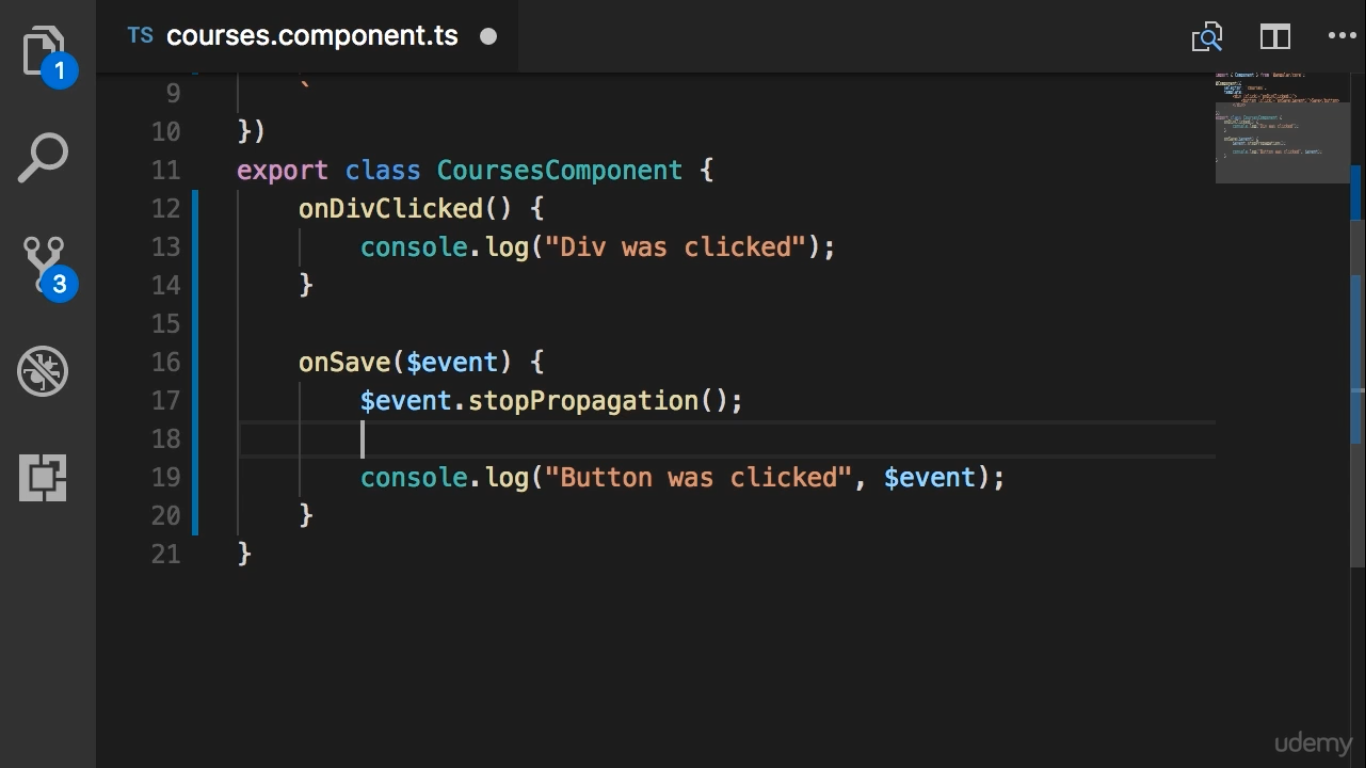 TS courses.component.ts
1
3
9 `
10 })
11 export class CoursesComponent {
12 onDivClicked() {
13 console.log("Div was clicked");
14 }
15
16 onSave($event) {
17 $event.stopPropagation();
18
19 console.log("Button was clicked", $event);
20 }
21 }
udemy